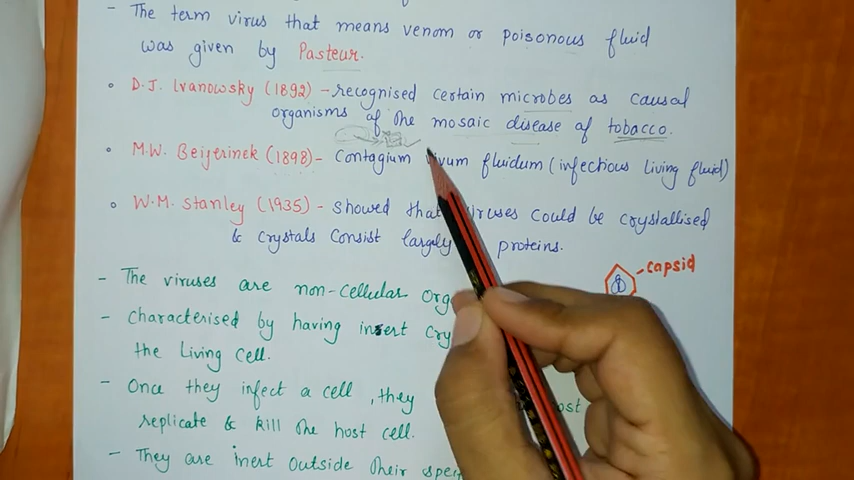 - The term virus that means venom or poisonous fluid
was given by Pasteur.
• D.J. Ivanowsky (1892) - recognised certain microbes as causal
organisms of the mosaic disease of tobacco.
• M.W. Beijerinek (1898) - Contagium vivum fluidum (infectious living fluid)
• W.M. Stanley (1935) - showed that viruses could be crystallised
& crystals consist largely proteins.
- The viruses are non-cellular
capsid
- characterised by having inert
the living cell.
- Once they infect a cell, they
replicate & kill the host cell.
- They are inert outside their